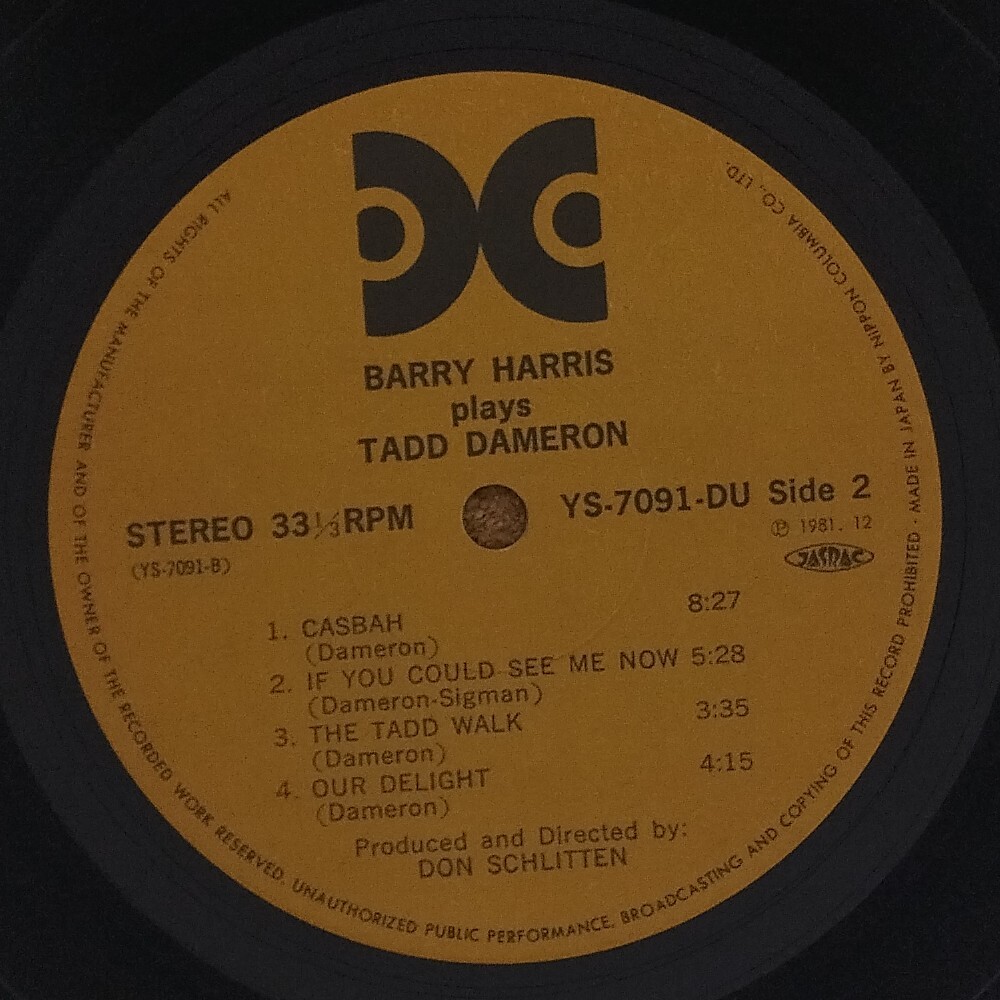 BARRY HARRIS
plays
TADD DAMERON
STEREO 33⅓RPM
(YS-7091-B)
YS-7091-DU Side 2
Ⓟ 1981. 12
JASRAC
1. CASBAH 8:27
(Dameron)
2. IF YOU COULD SEE ME NOW 5:28
(Dameron-Sigman)
3. THE TADD WALK 3:35
(Dameron)
4. OUR DELIGHT 4:15
(Dameron)
Produced and Directed by:
DON SCHLITTEN
ALL RIGHTS OF THE MANUFACTURER AND OF THE OWNER OF THE RECORDED WORK RESERVED. UNAUTHORIZED PUBLIC PERFORMANCE, BROADCASTING AND COPYING OF THIS RECORD PROHIBITED · MADE IN JAPAN BY NIPPON COLUMBIA CO., LTD.